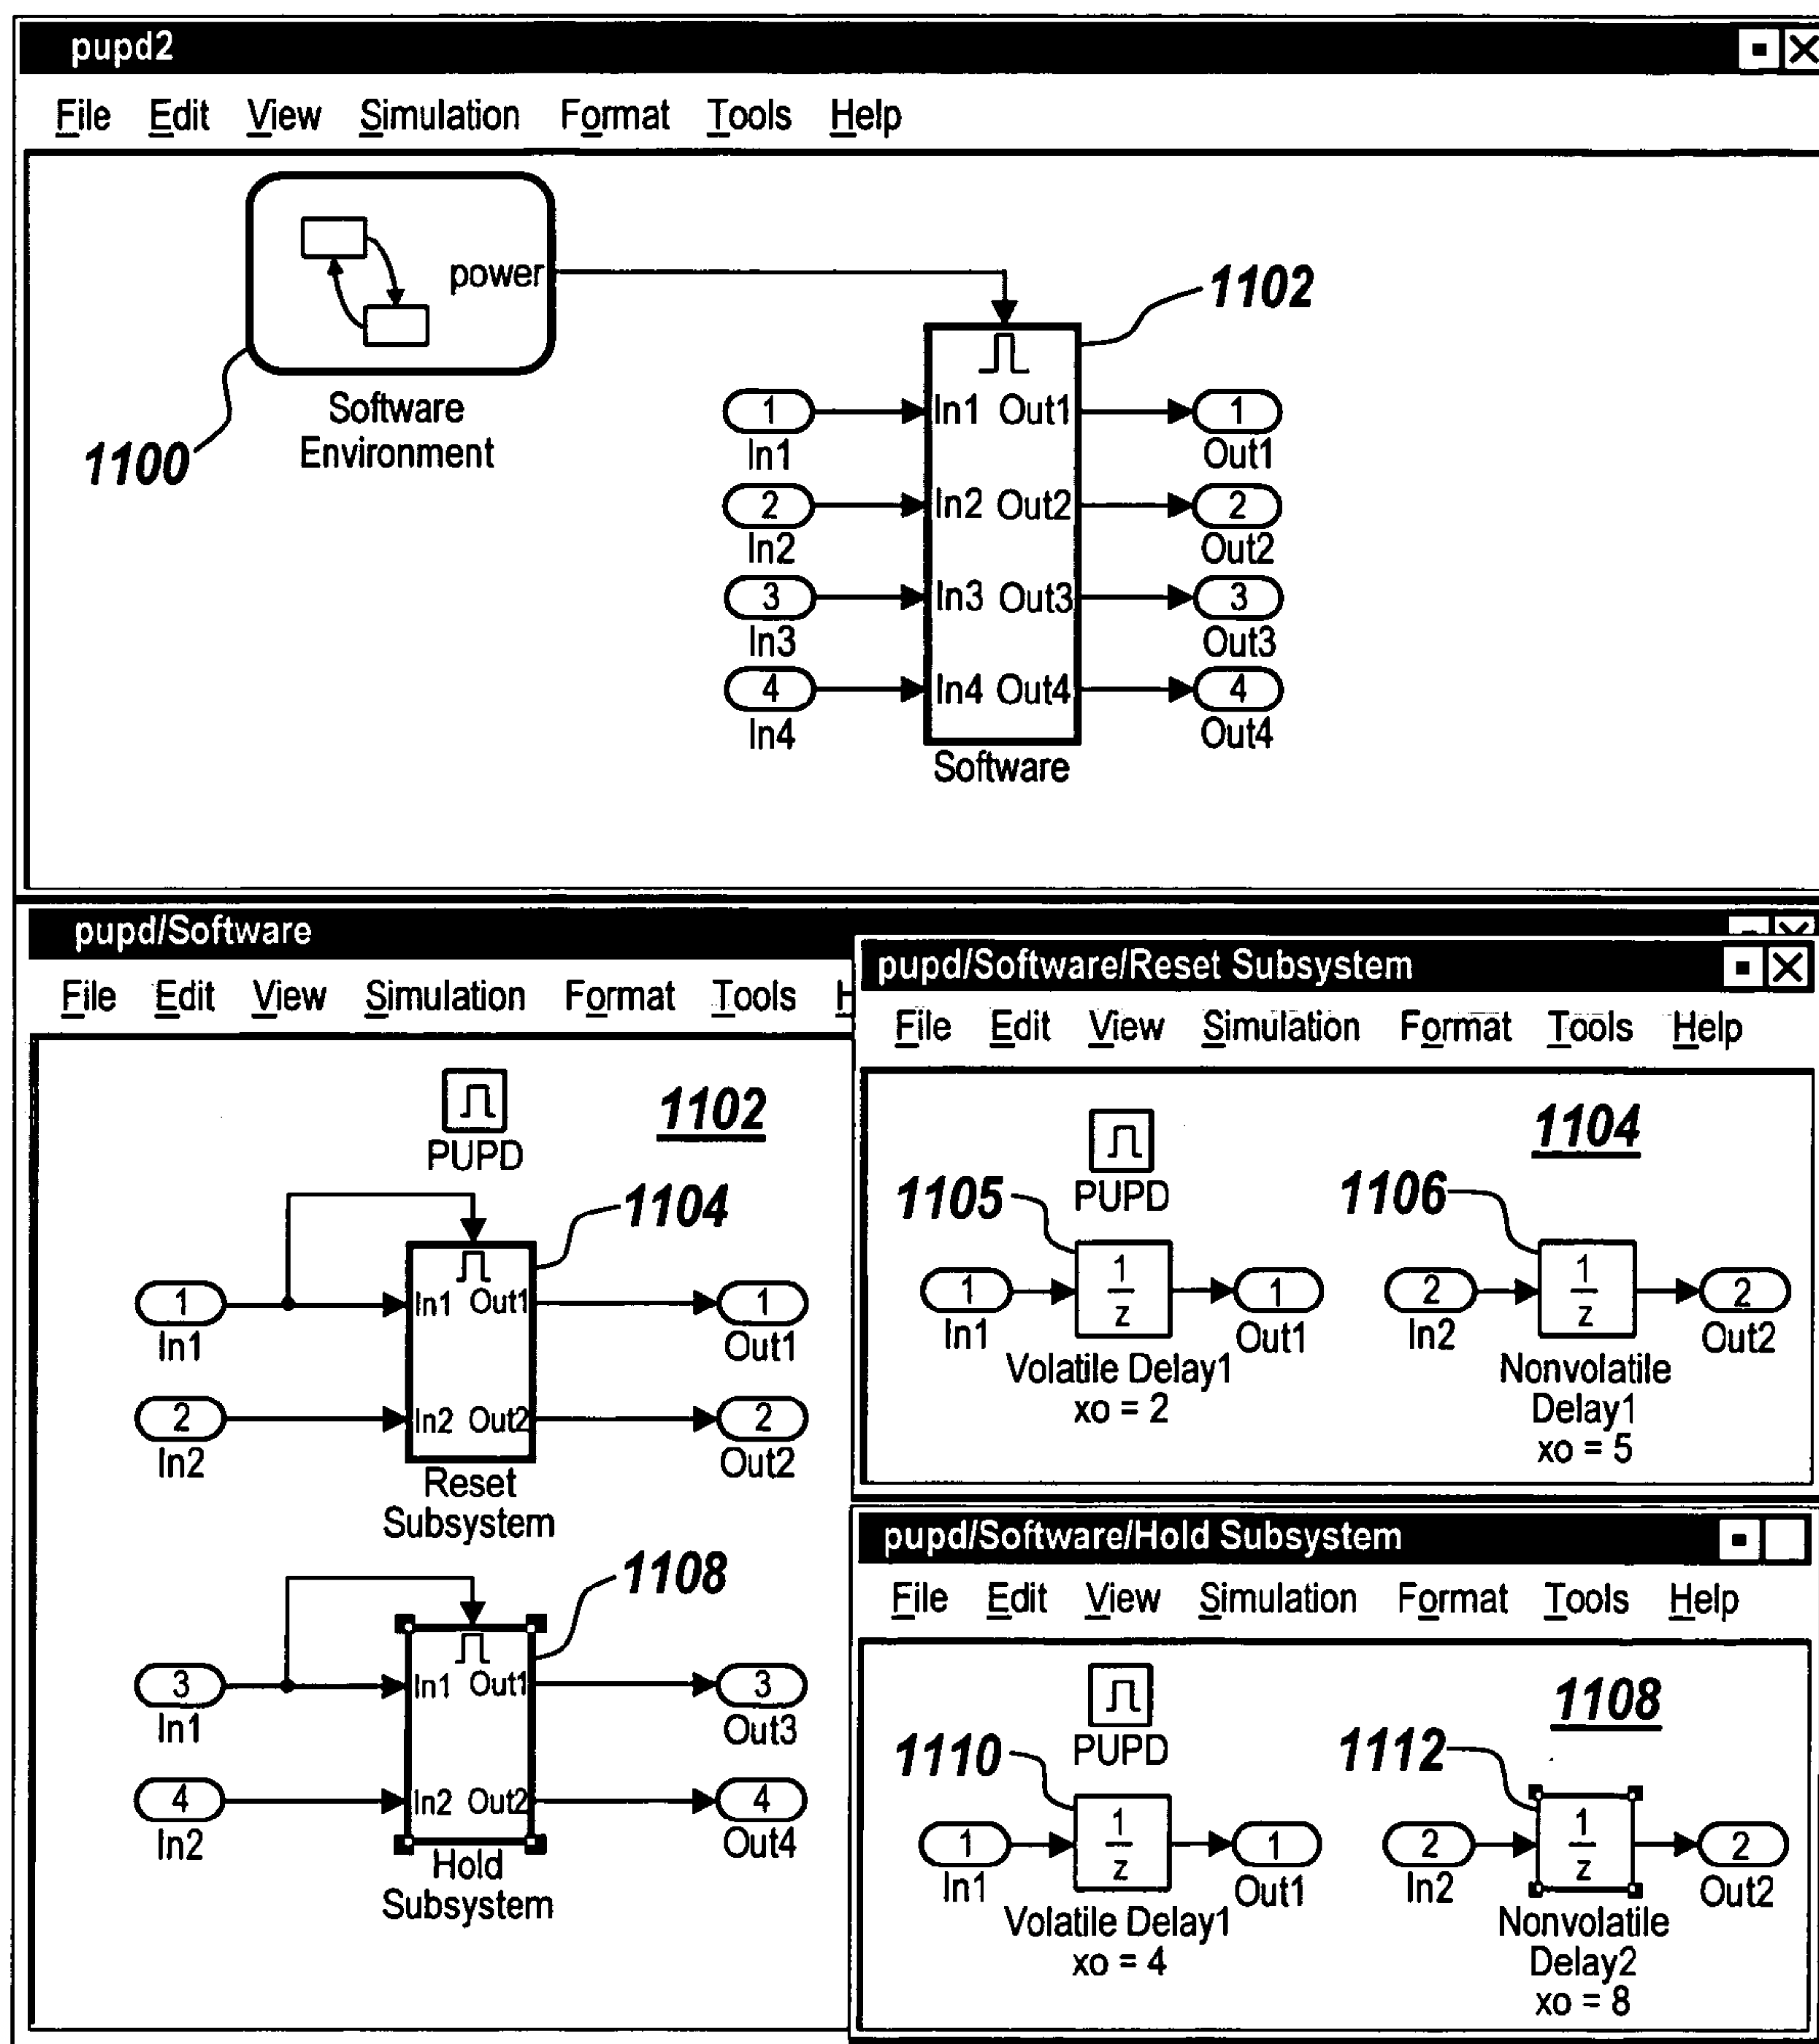 pupd2
File Edit View Simulation Format Tools Help
power
1102
Software
Environment
1100
In1 Out1
In2 Out2
In3 Out3
In4 Out4
Software
1
In1
2
In2
3
In3
4
In4
1
Out1
2
Out2
3
Out3
4
Out4
pupd/Software
File Edit View Simulation Format Tools H
PUPD
1102
1104
1
In1
2
In2
In1 Out1
In2 Out2
Reset
Subsystem
1
Out1
2
Out2
1108
3
In1
4
In2
In1 Out1
In2 Out2
Hold
Subsystem
3
Out3
4
Out4
pupd/Software/Reset Subsystem
File Edit View Simulation Format Tools Help
PUPD
1104
1105
1106
1
In1
1
z
Volatile Delay1
xo = 2
1
Out1
2
In2
1
z
Nonvolatile
Delay1
xo = 5
2
Out2
pupd/Software/Hold Subsystem
File Edit View Simulation Format Tools Help
PUPD
1108
1110
1112
1
In1
1
z
Volatile Delay1
xo = 4
1
Out1
2
In2
1
z
Nonvolatile
Delay2
xo = 8
2
Out2